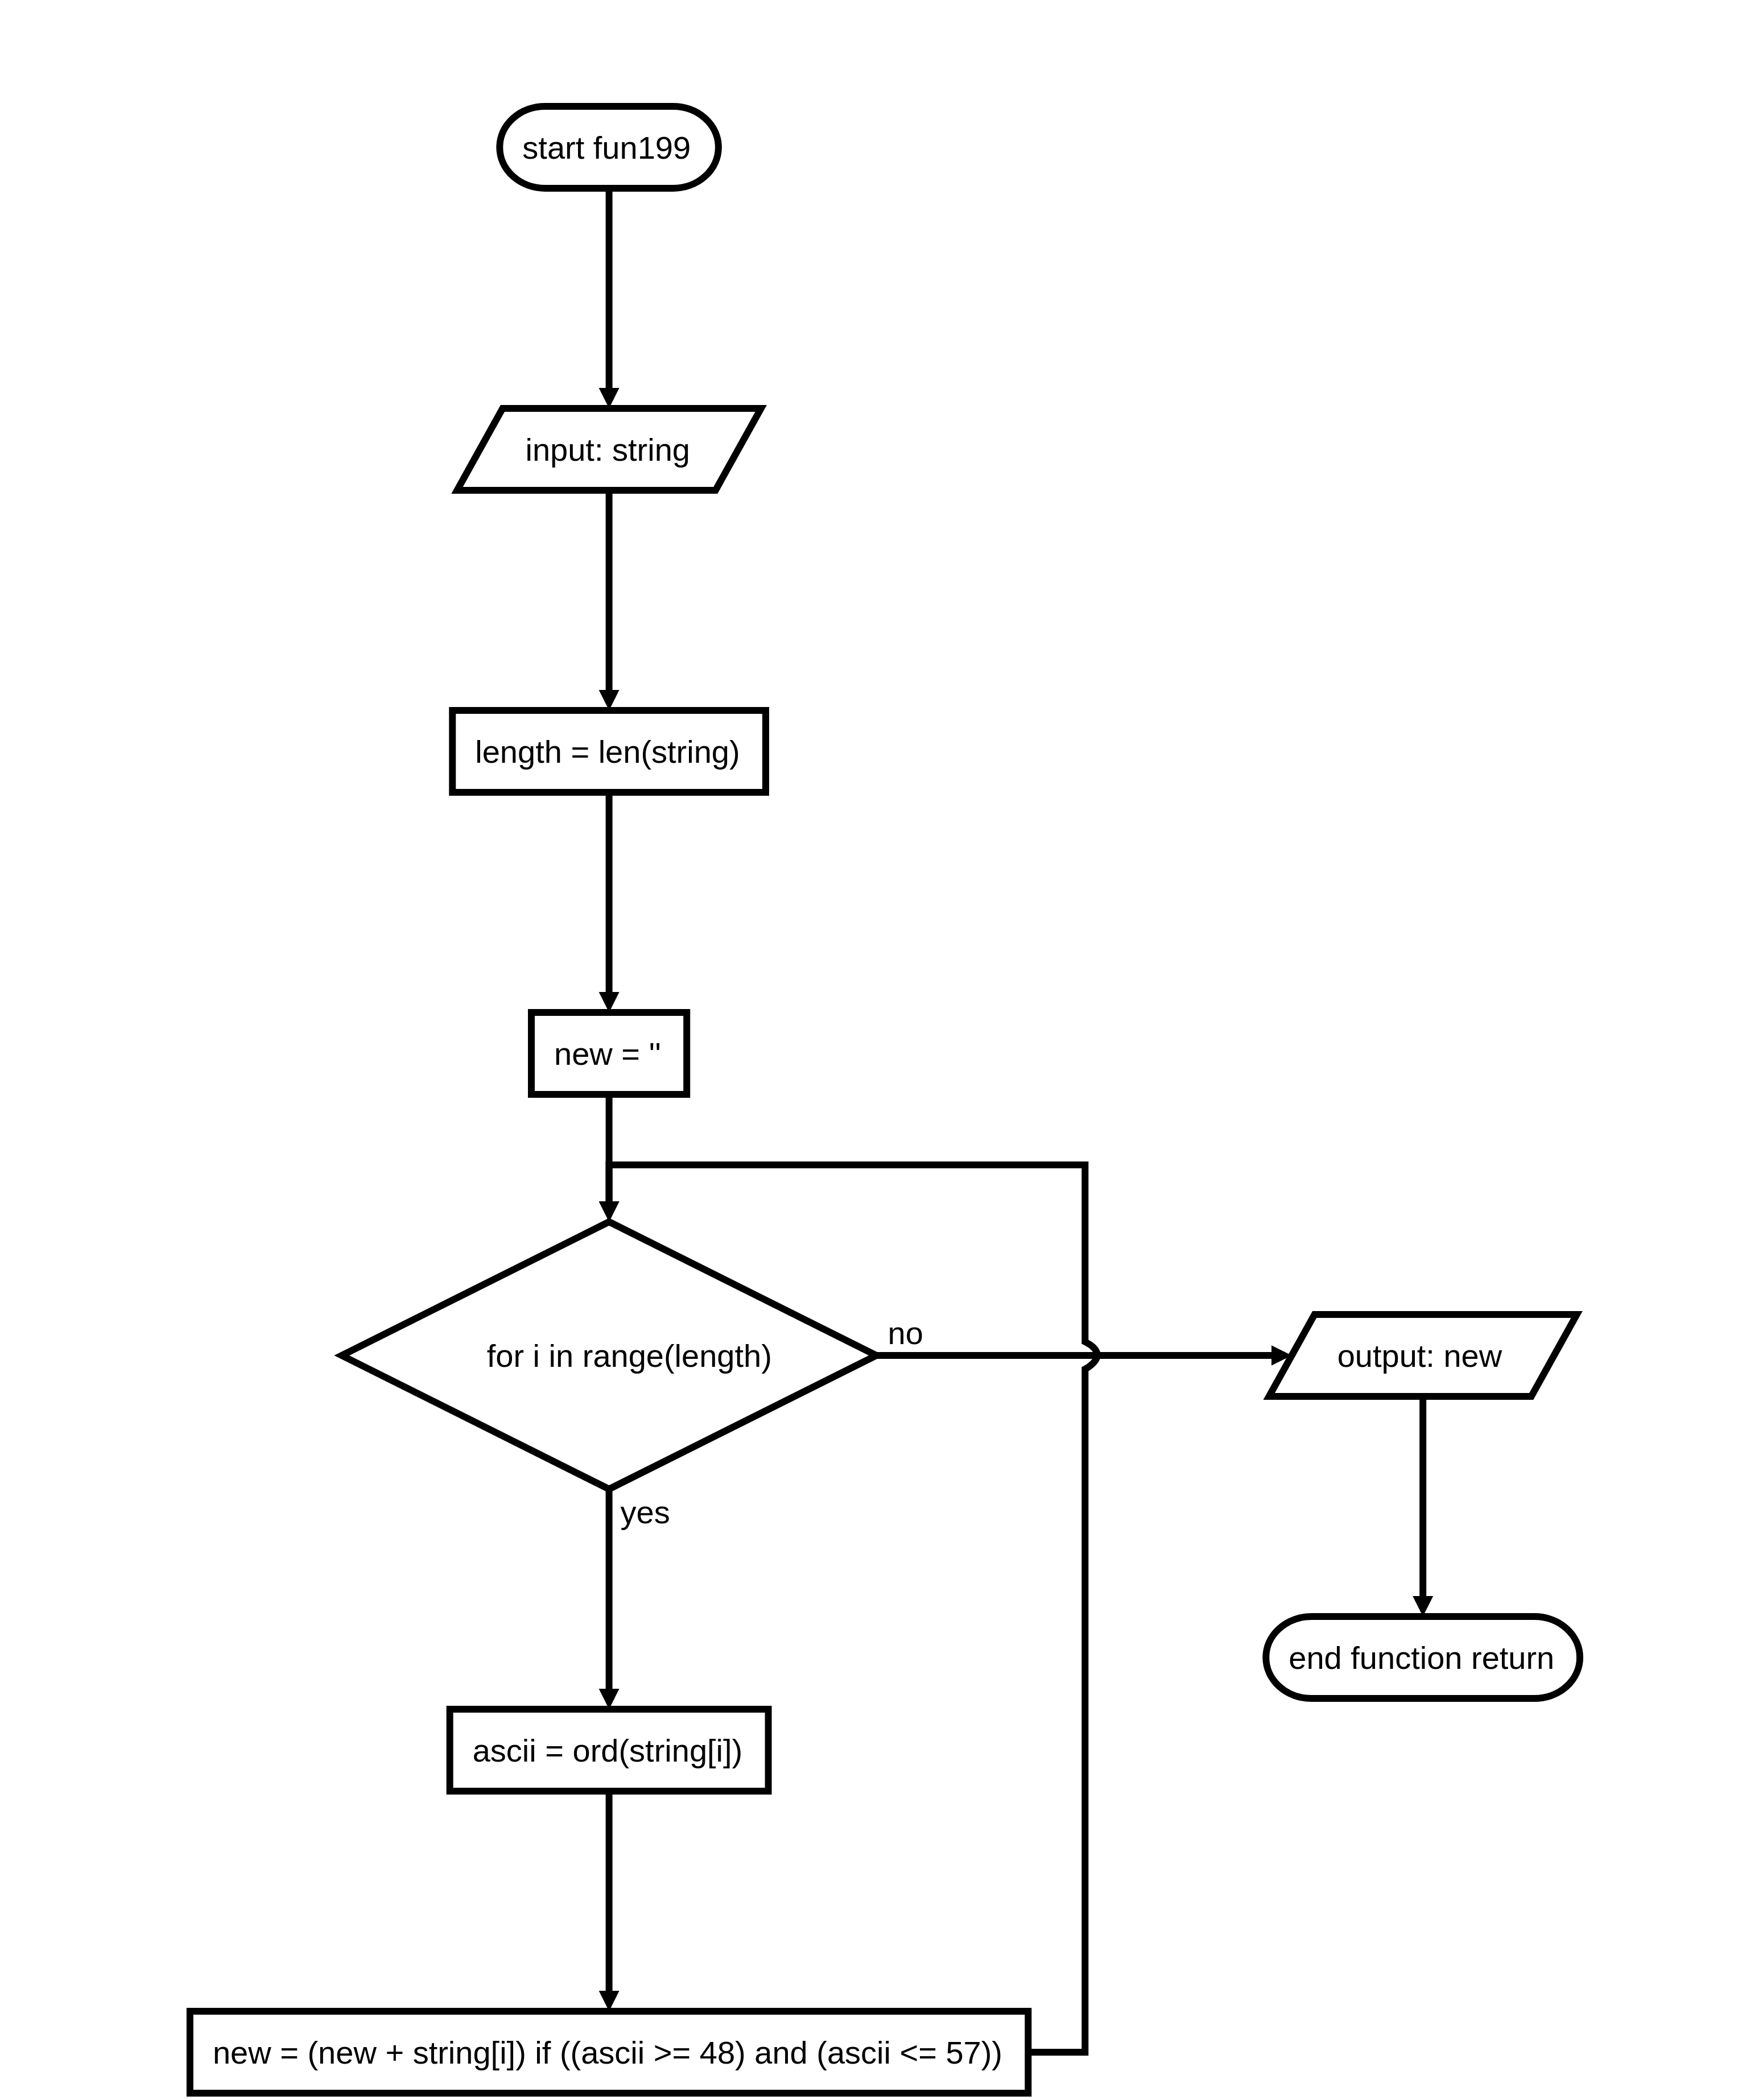 start fun199
input: string
length = len(string)
new = ''
for i in range(length)
no
output: new
yes
end function return
ascii = ord(string[i])
new = (new + string[i]) if ((ascii >= 48) and (ascii <= 57))